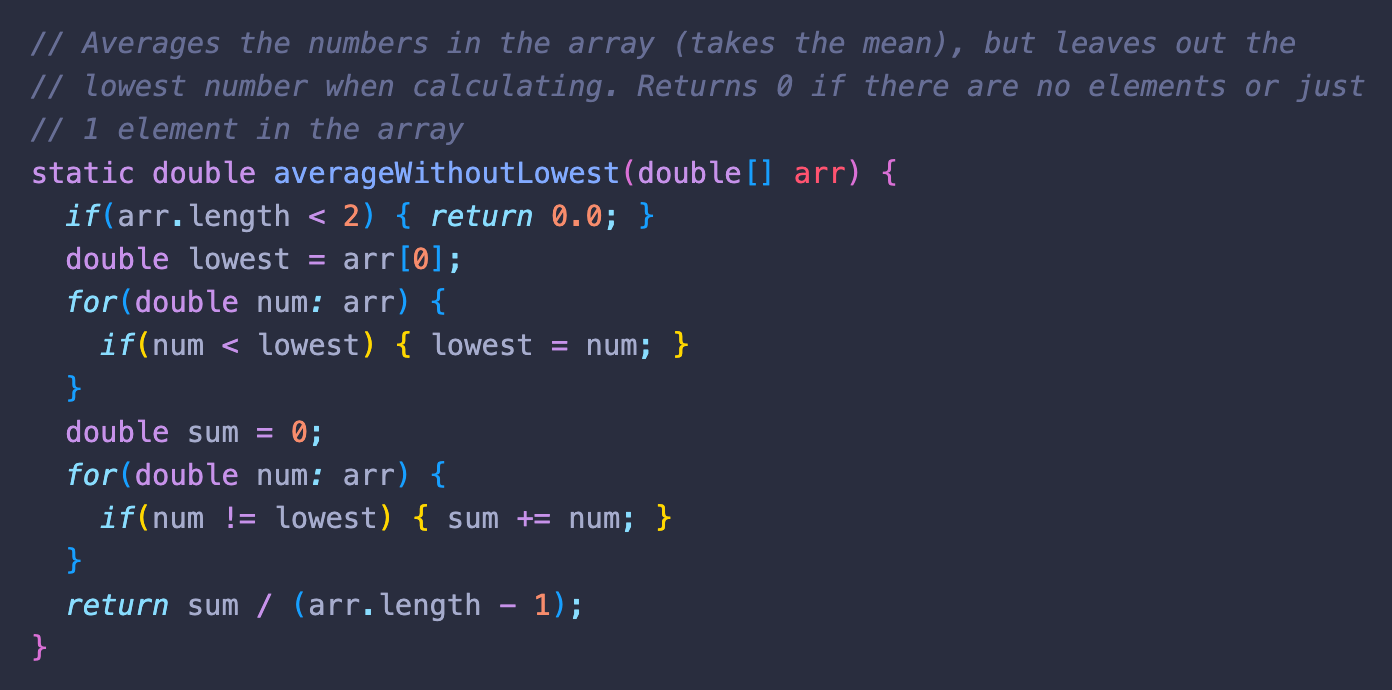 // Averages the numbers in the array (takes the mean), but leaves out the
// lowest number when calculating. Returns 0 if there are no elements or just
// 1 element in the array
static double averageWithoutLowest(double[] arr) {
  if(arr.length < 2) { return 0.0; }
  double lowest = arr[0];
  for(double num: arr) {
    if(num < lowest) { lowest = num; }
  }
  double sum = 0;
  for(double num: arr) {
    if(num != lowest) { sum += num; }
  }
  return sum / (arr.length - 1);
}